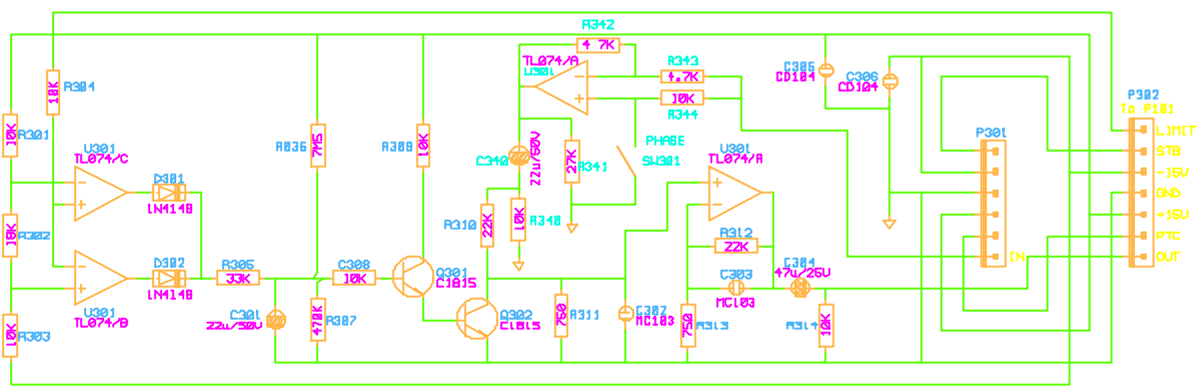 R342
4 7K
TL074/A
U301
R343
4.7K
C305
CD104
C306
CD104
R304
10K
10K
R344
P302
To P101
R301
10K
R036
7M5
R309
10K
22u/50V
C340
27K
R341
PHASE
SW301
U301
TL074/A
P301
LIMIT
STB
-15V
GND
+15V
PTC
OUT
IN
U301
TL074/C
D301
1N4148
R302
18K
R310
22K
10K
R340
R312
22K
D302
1N4148
R305
33K
C308
10K
Q301
C1815
C303
MC103
C304
47u/25V
U301
TL074/B
C301
22u/50V
470K
R307
Q302
C1815
750
R311
C302
MC103
750
R313
R314
10K
10K
R303